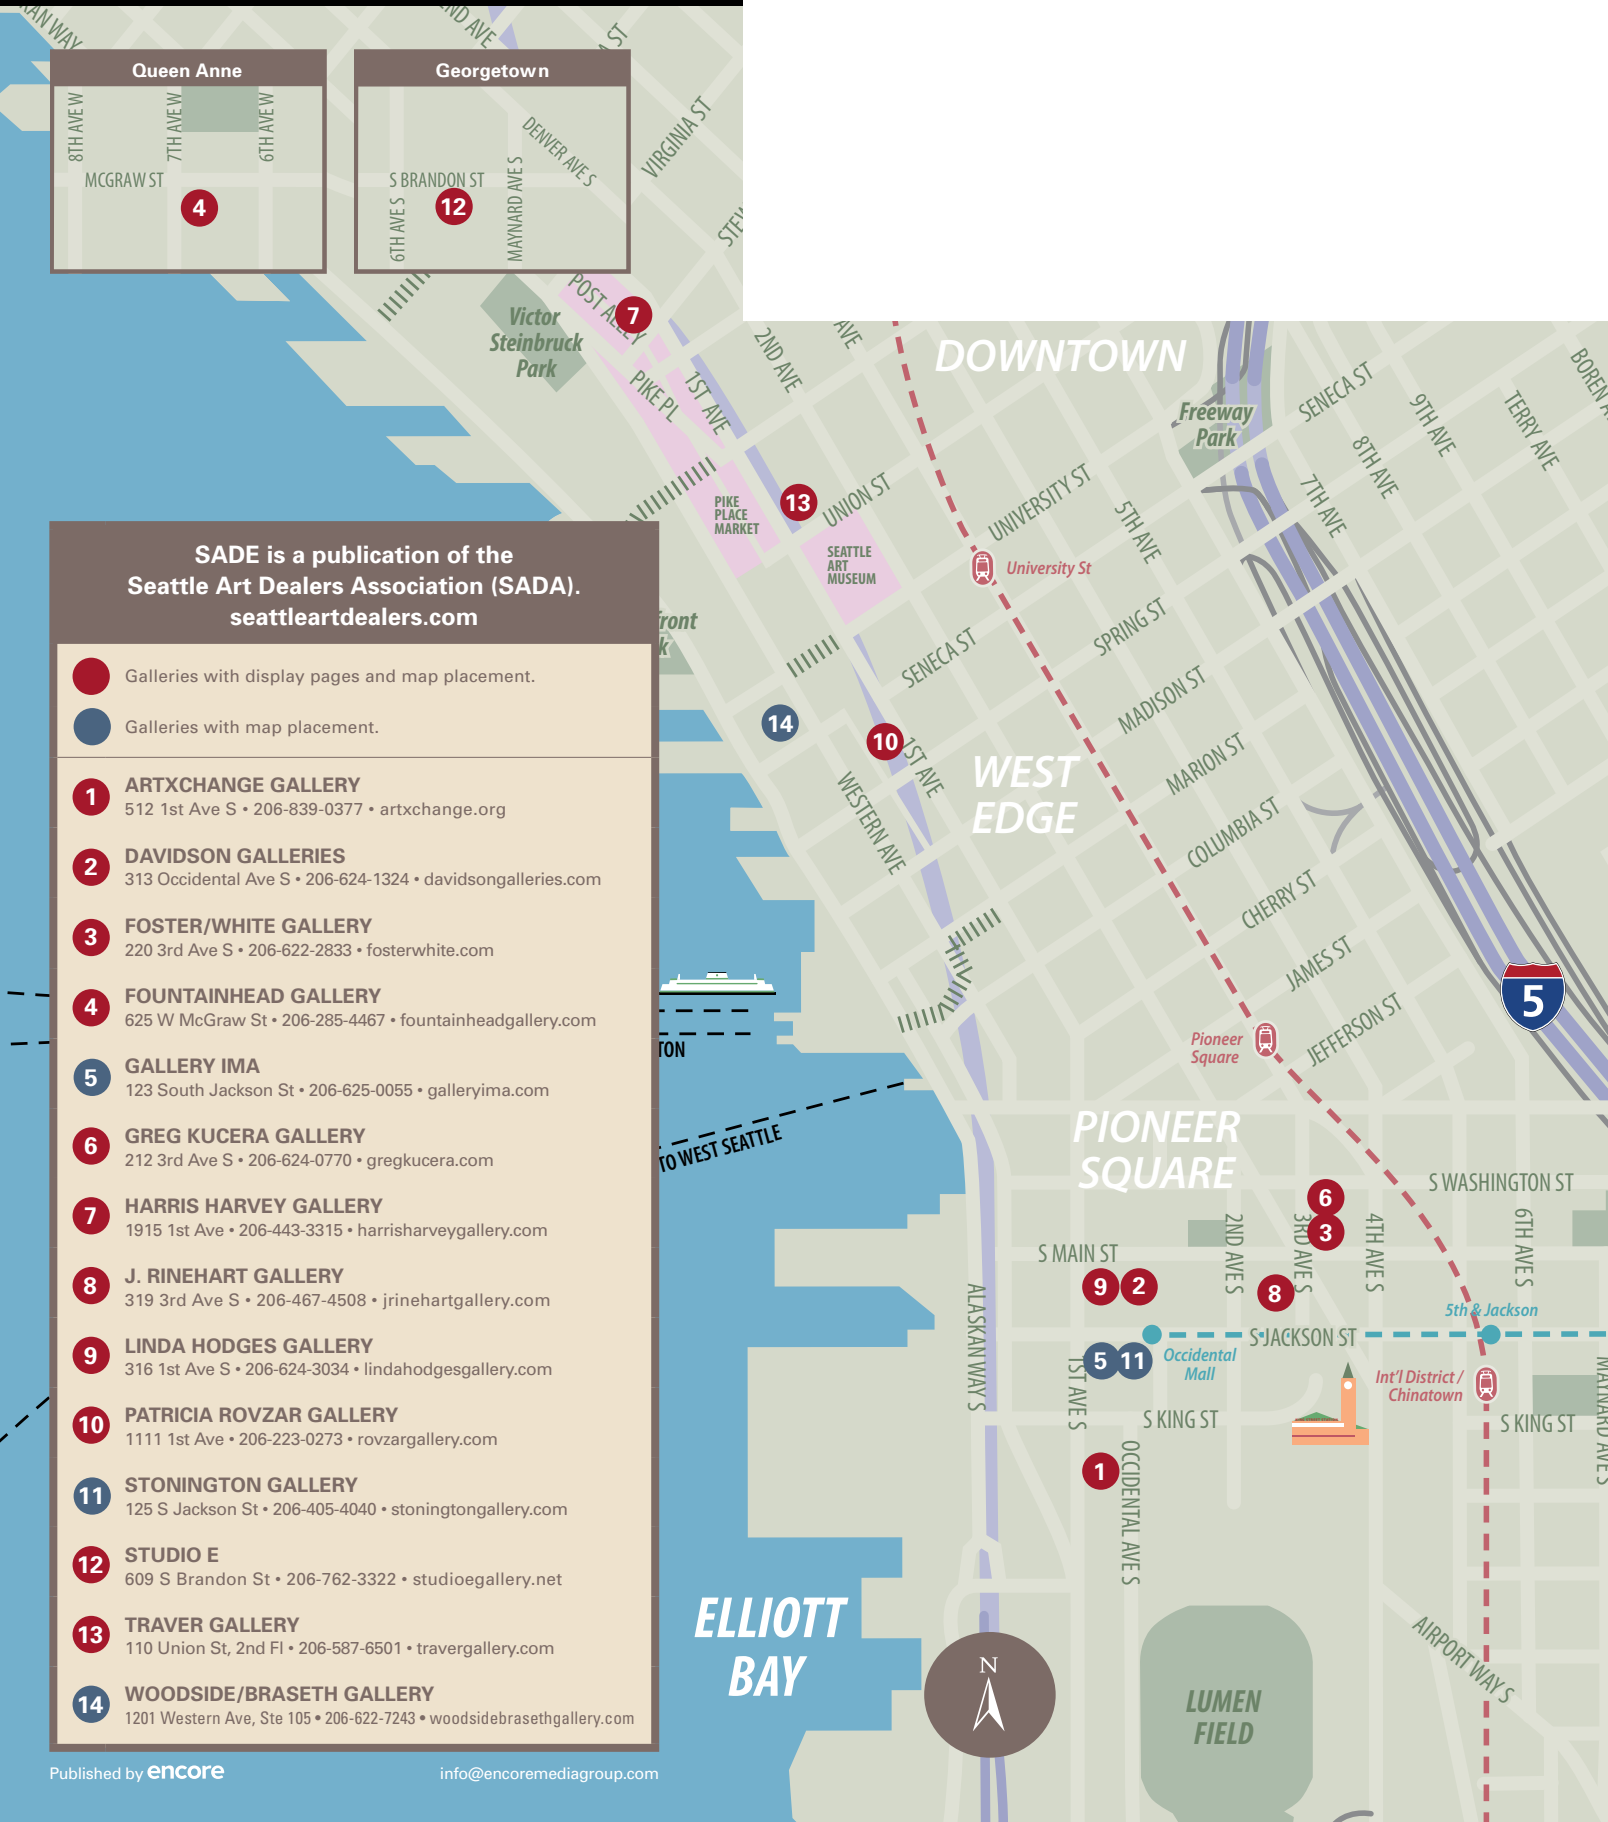 Queen Anne
8TH AVE W
7TH AVE W
6TH AVE W
MCGRAW ST
4
Georgetown
S BRANDON ST
12
6TH AVE S
MAYNARD AVE S
DENVER AVE S
VIRGINIA ST
POST ALLEY
7
Victor
Steinbruck
Park
PIKE PL
1ST AVE
2ND AVE
AVE
DOWNTOWN
Freeway
Park
SENECA ST
9TH AVE
TERRY AVE
8TH AVE
7TH AVE
PIKE
PLACE
MARKET
13
UNION ST
SEATTLE
ART
MUSEUM
UNIVERSITY ST
5TH AVE
University St
SENECA ST
SPRING ST
MADISON ST
MARION ST
COLUMBIA ST
CHERRY ST
JAMES ST
JEFFERSON ST
14
10
1ST AVE
WESTERN AVE
WEST
EDGE
5
Pioneer
Square
PIONEER
SQUARE
TO WEST SEATTLE
S WASHINGTON ST
6
3
2ND AVE S
3RD AVE S
4TH AVE S
6TH AVE S
S MAIN ST
9
2
8
ALASKAN WAY S
5th & Jackson
S JACKSON ST
Occidental
Mall
5
11
1ST AVE S
Int'l District /
Chinatown
S KING ST
S KING ST
MAYNARD AVE S
1
OCCIDENTAL AVE S
AIRPORT WAY S
LUMEN
FIELD
N
ELLIOTT
BAY
SADE is a publication of the
Seattle Art Dealers Association (SADA).
seattleartdealers.com
Galleries with display pages and map placement.
Galleries with map placement.
1 ARTXCHANGE GALLERY
512 1st Ave S • 206-839-0377 • artxchange.org
2 DAVIDSON GALLERIES
313 Occidental Ave S • 206-624-1324 • davidsongalleries.com
3 FOSTER/WHITE GALLERY
220 3rd Ave S • 206-622-2833 • fosterwhite.com
4 FOUNTAINHEAD GALLERY
625 W McGraw St • 206-285-4467 • fountainheadgallery.com
5 GALLERY IMA
123 South Jackson St • 206-625-0055 • galleryima.com
6 GREG KUCERA GALLERY
212 3rd Ave S • 206-624-0770 • gregkucera.com
7 HARRIS HARVEY GALLERY
1915 1st Ave • 206-443-3315 • harrisharveygallery.com
8 J. RINEHART GALLERY
319 3rd Ave S • 206-467-4508 • jrinehartgallery.com
9 LINDA HODGES GALLERY
316 1st Ave S • 206-624-3034 • lindahodgesgallery.com
10 PATRICIA ROVZAR GALLERY
1111 1st Ave • 206-223-0273 • rovzargallery.com
11 STONINGTON GALLERY
125 S Jackson St • 206-405-4040 • stoningtongallery.com
12 STUDIO E
609 S Brandon St • 206-762-3322 • studioegallery.net
13 TRAVER GALLERY
110 Union St, 2nd Fl • 206-587-6501 • travergallery.com
14 WOODSIDE/BRASETH GALLERY
1201 Western Ave, Ste 105 • 206-622-7243 • woodsidebrasethgallery.com
Published by encore
info@encoremediagroup.com